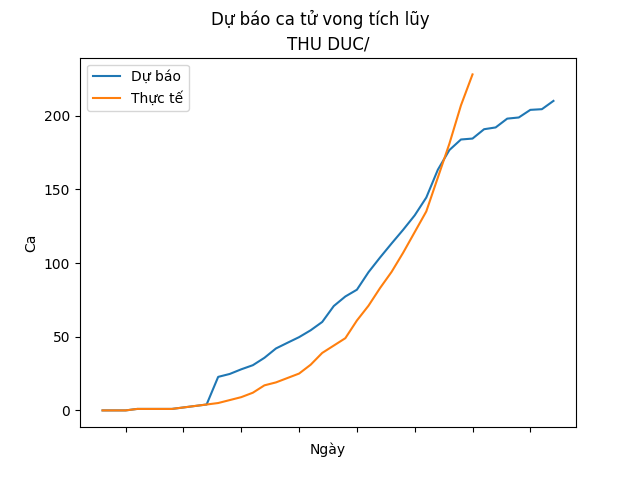 Dự báo ca tử vong tích lũy
THU DUC/
Dự báo
Thực tế
200
150
100
50
0
Ca
Ngày